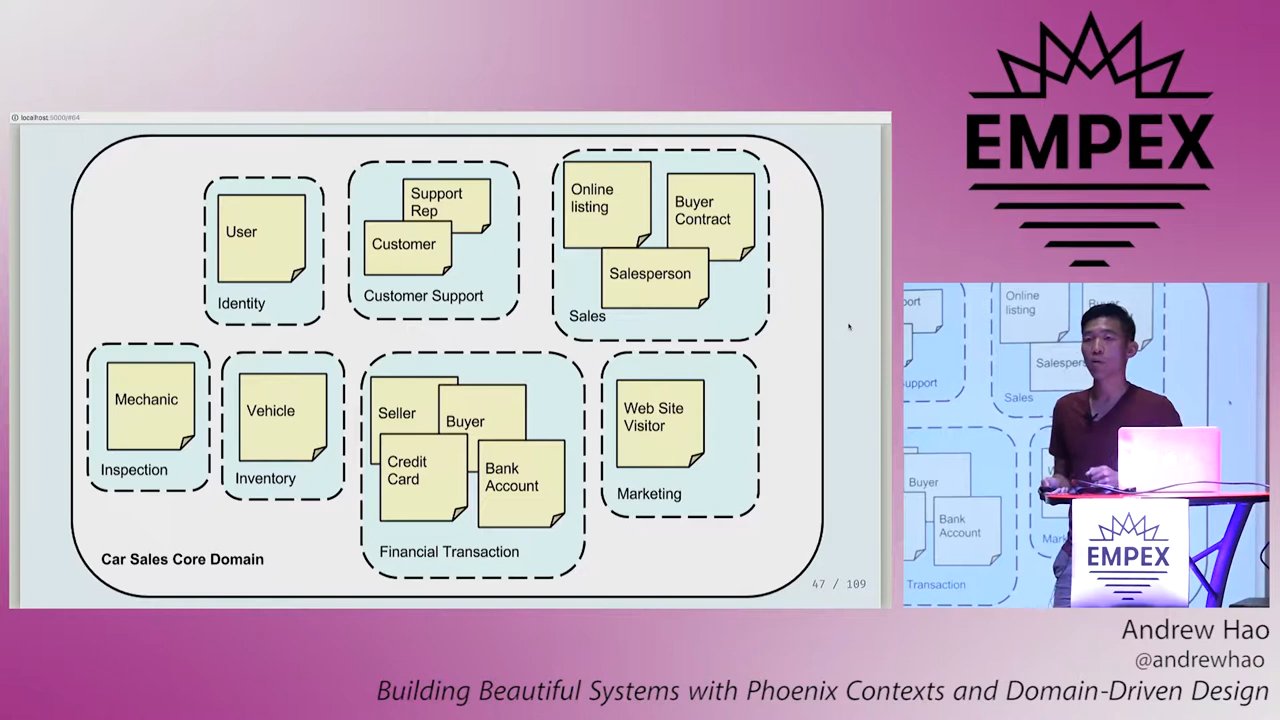 localhost:5000/#64
User
Identity
Support
Rep
Customer
Customer Support
Online
listing
Buyer
Contract
Salesperson
Sales
Mechanic
Inspection
Vehicle
Inventory
Seller
Buyer
Credit
Card
Bank
Account
Financial Transaction
Web Site
Visitor
Marketing
Car Sales Core Domain
47 / 109
EMPEX
Online
listing
Buyer
Salespers
Sales
Buyer
Bank
Account
Transaction
EMPEX
Andrew Hao
@andrewhao
Building Beautiful Systems with Phoenix Contexts and Domain-Driven Design